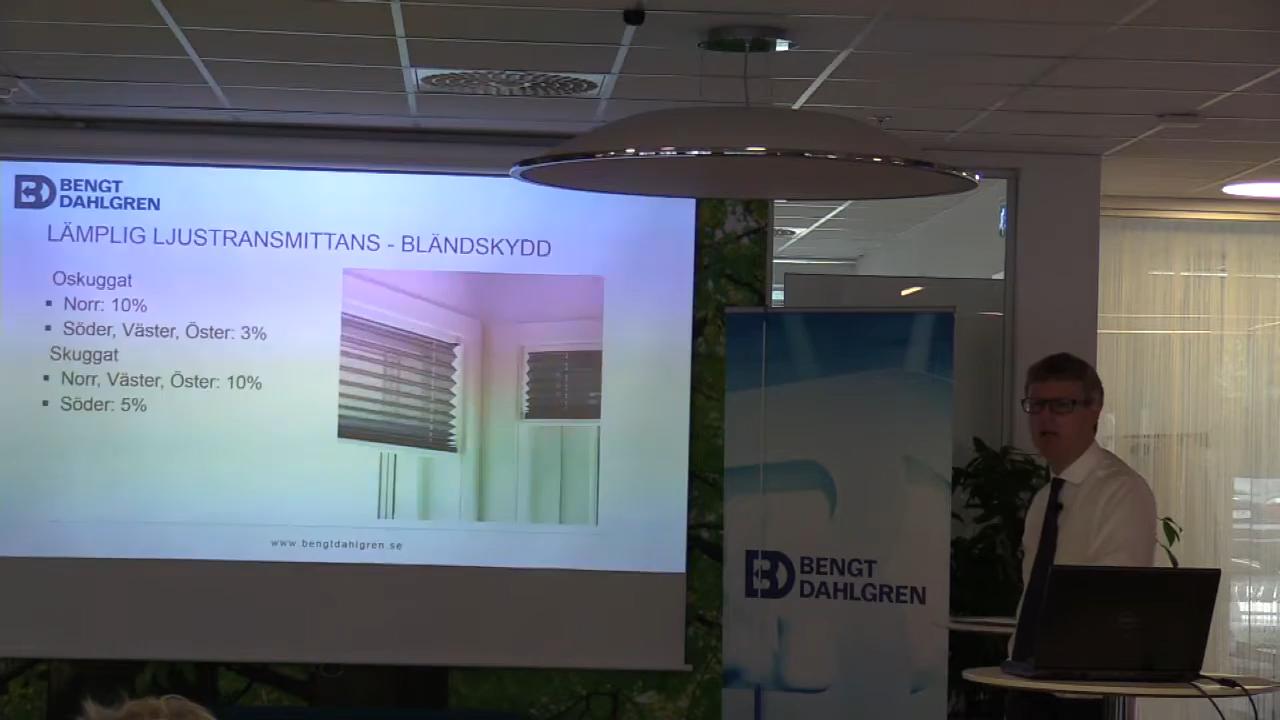 BENGT
DAHLGREN
LÄMPLIG LJUSTRANSMITTANS - BLÄNDSKYDD
Oskuggat
▪ Norr: 10%
▪ Söder, Väster, Öster: 3%
Skuggat
▪ Norr, Väster, Öster: 10%
▪ Söder: 5%
www.bengtdahlgren.se
BENGT
DAHLGREN